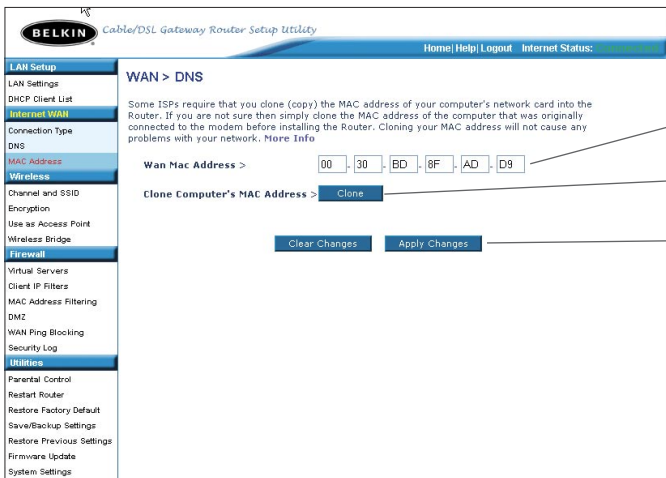 BELKIN Cable/DSL Gateway Router Setup Utility
Home|Help|Logout Internet Status:
LAN Setup
LAN Settings
DHCP Client List
Internet WAN
Connection Type
DNS
MAC Address
Wireless
Channel and SSID
Encryption
Use as Access Point
Wireless Bridge
Firewall
Virtual Servers
Client IP Filters
MAC Address Filtering
DMZ
WAN Ping Blocking
Security Log
Utilities
Parental Control
Restart Router
Restore Factory Default
Save/Backup Settings
Restore Previous Settings
Firmware Update
System Settings
WAN > DNS
Some ISPs require that you clone (copy) the MAC address of your computer's network card into the
Router. If you are not sure then simply clone the MAC address of the computer that was originally
connected to the modem before installing the Router. Cloning your MAC address will not cause any
problems with your network. More Info
Wan Mac Address > 00 . 30 . BD . 8F . AD . D9
Clone Computer's MAC Address > Clone
Clear Changes Apply Changes